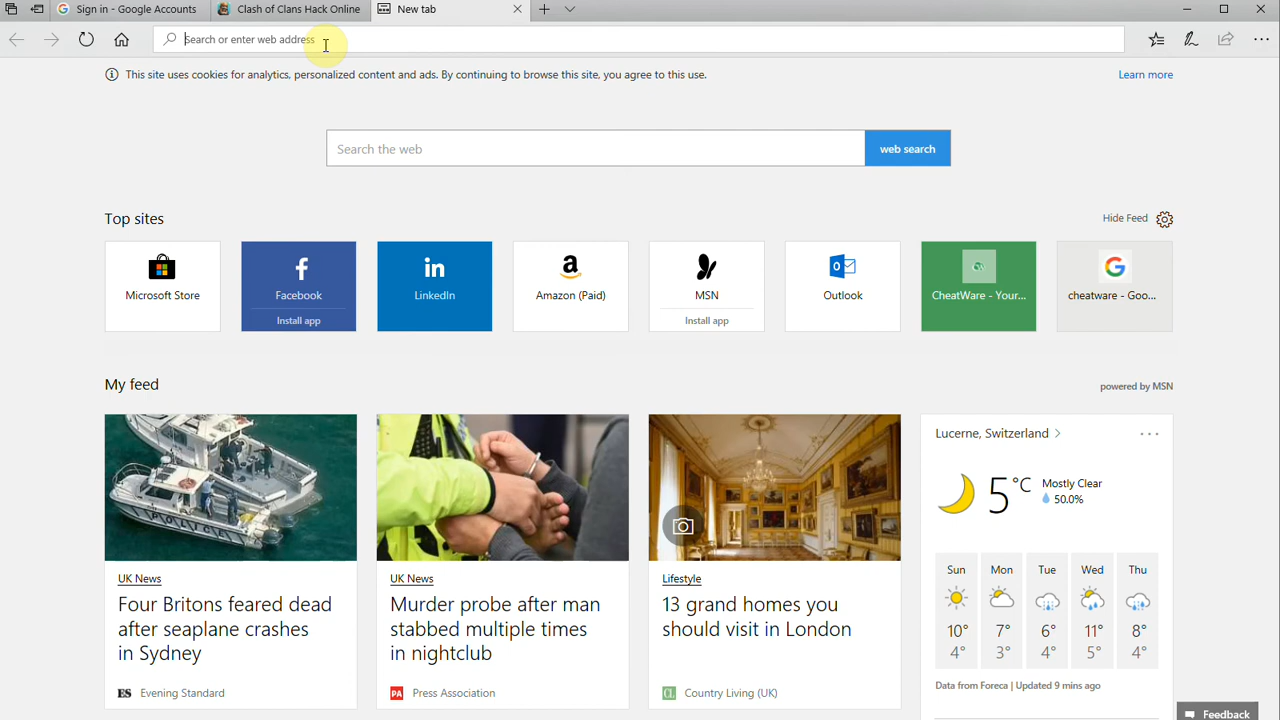 Sign in - Google Accounts
Clash of Clans Hack Online
New tab
Search or enter web address
This site uses cookies for analytics, personalized content and ads. By continuing to browse this site, you agree to this use.
Learn more
Search the web
web search
Top sites
Hide Feed
Microsoft Store
Facebook
Install app
LinkedIn
Amazon (Paid)
MSN
Install app
Outlook
CheatWare - Your...
cheatware - Goo...
My feed
powered by MSN
UK News
Four Britons feared dead
after seaplane crashes
in Sydney
ES Evening Standard
UK News
Murder probe after man
stabbed multiple times
in nightclub
PA Press Association
Lifestyle
13 grand homes you
should visit in London
CL Country Living (UK)
Lucerne, Switzerland
5 °C
Mostly Clear
50.0%
Sun Mon Tue Wed Thu
10° 7° 6° 11° 8°
4° 3° 4° 5° 4°
Data from Foreca | Updated 9 mins ago
Feedback